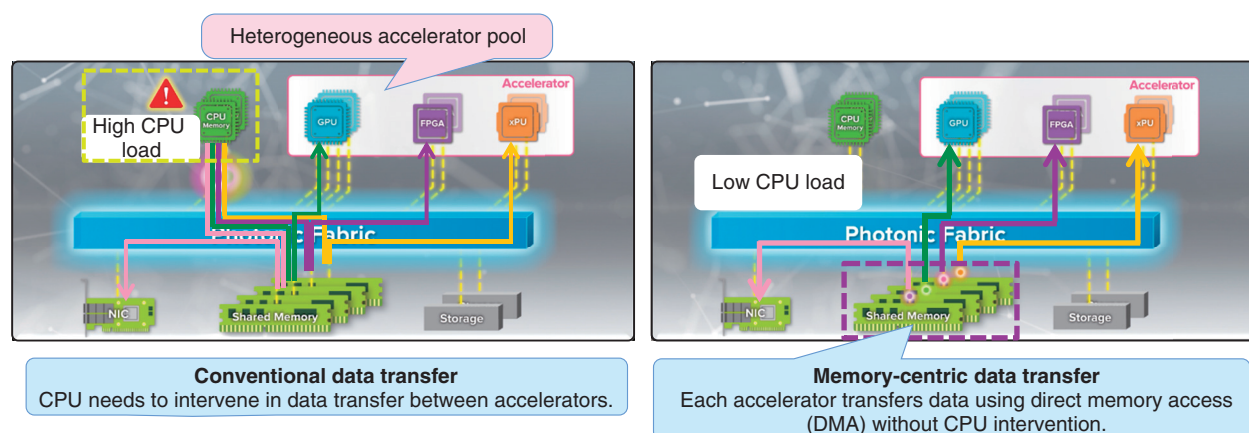 Heterogeneous accelerator pool
Accelerator
High CPU
load
CPU
Memory
GPU
FPGA
xPU
Photonic Fabric
NIC
Shared Memory
Storage
Conventional data transfer
CPU needs to intervene in data transfer between accelerators.
Accelerator
CPU
Memory
GPU
FPGA
xPU
Low CPU load
Photonic Fabric
NIC
Shared Memory
Storage
Memory-centric data transfer
Each accelerator transfers data using direct memory access
(DMA) without CPU intervention.